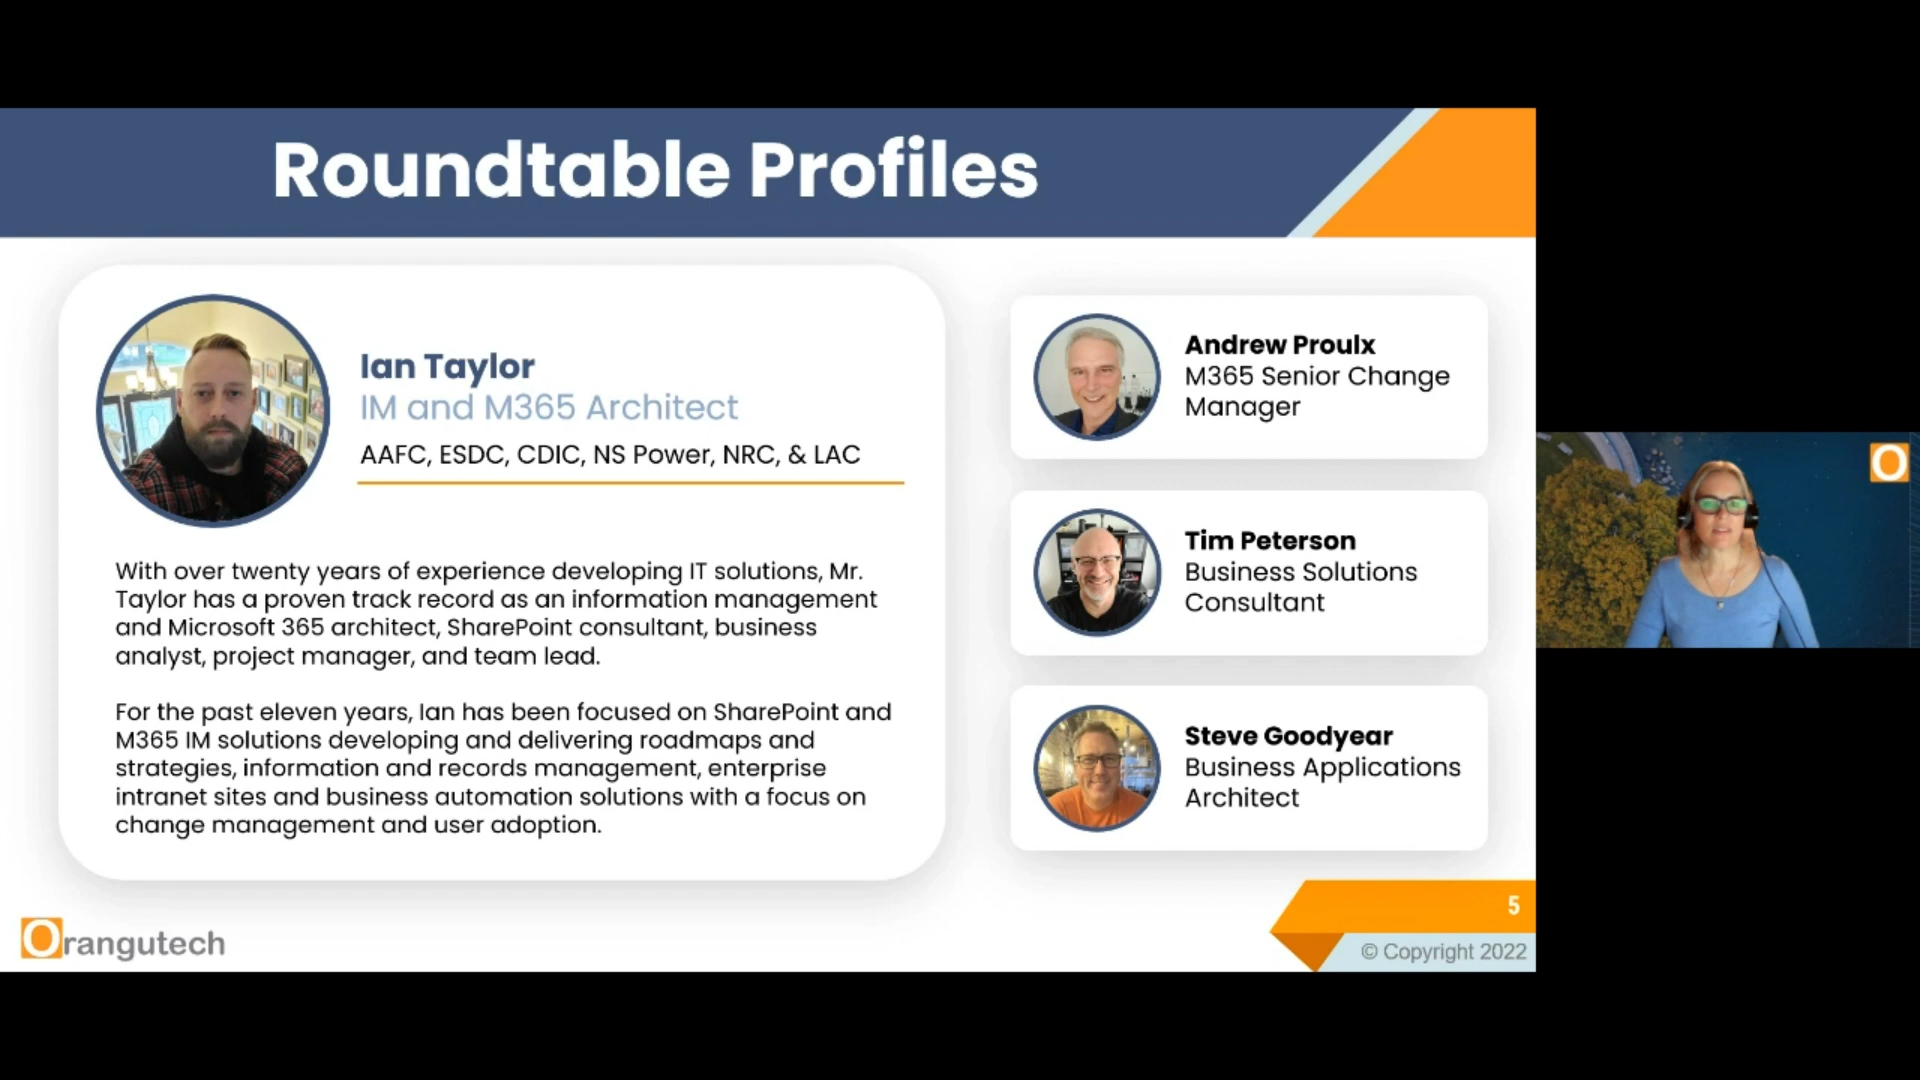 Roundtable Profiles
Ian Taylor
IM and M365 Architect
AAFC, ESDC, CDIC, NS Power, NRC, & LAC
With over twenty years of experience developing IT solutions, Mr.
Taylor has a proven track record as an information management
and Microsoft 365 architect, SharePoint consultant, business
analyst, project manager, and team lead.
For the past eleven years, Ian has been focused on SharePoint and
M365 IM solutions developing and delivering roadmaps and
strategies, information and records management, enterprise
intranet sites and business automation solutions with a focus on
change management and user adoption.
Andrew Proulx
M365 Senior Change
Manager
Tim Peterson
Business Solutions
Consultant
Steve Goodyear
Business Applications
Architect
O
Orangutech
5
© Copyright 2022